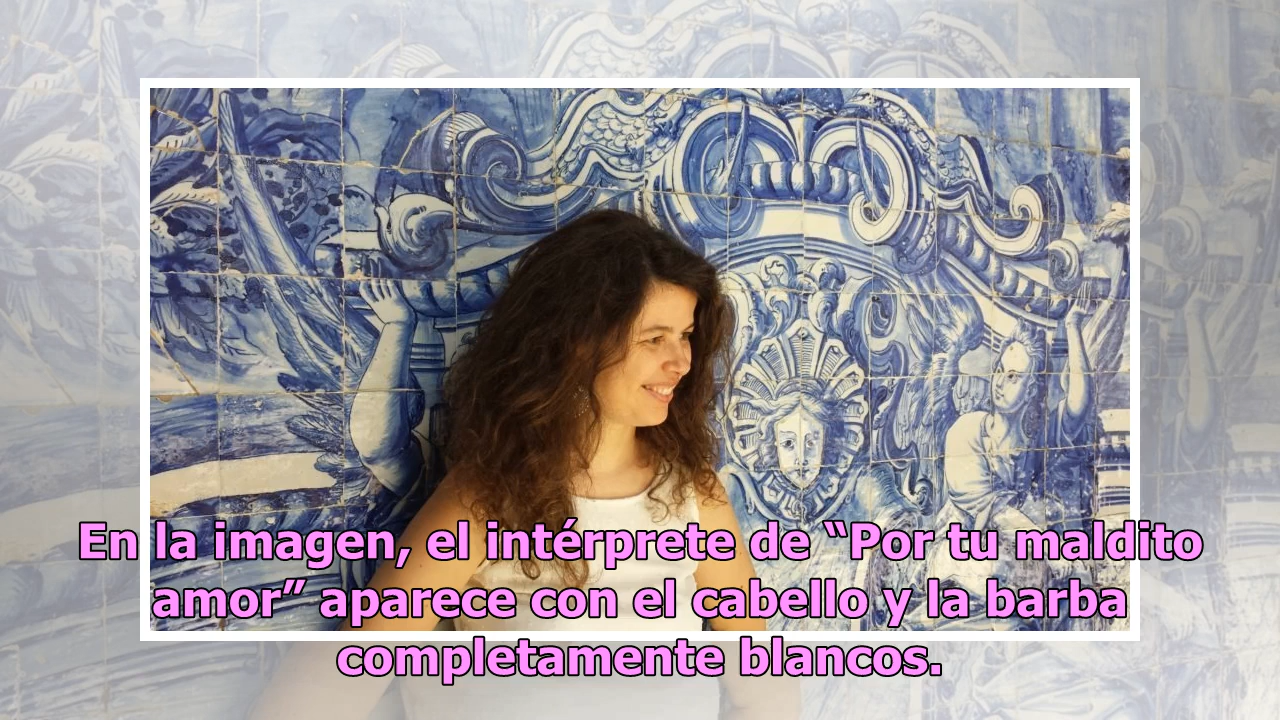 En la imagen, el intérprete de “Por tu maldito
amor” aparece con el cabello y la barba
completamente blancos.